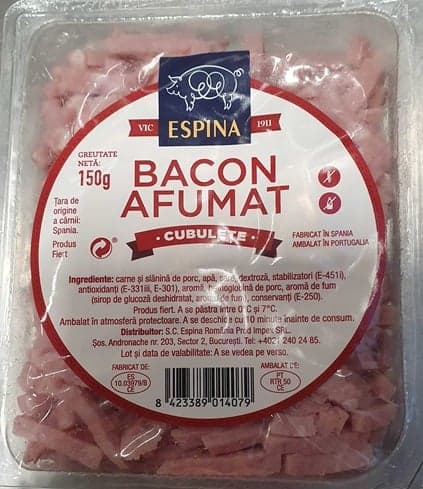 VIC ESPINA 1911
GREUTATE
NETĂ:
150g
BACON
AFUMAT
• CUBULEȚE •
Țara de
origine
a cărnii:
Spania.
Produs
Fiert
FABRICAT ÎN SPANIA
AMBALAT ÎN PORTUGALIA
Ingrediente: carne și slănină de porc, apă, sare, dextroză, stabilizatori (E-451i),
antioxidanți (E-331iii, E-301), aromă, hemoglobină de porc, aromă de fum
(sirop de glucoză deshidratat, aromă de fum), conservanți (E-250).
Produs fiert. A se păstra între 0°C și 7°C.
Ambalat în atmosferă protectoare. A se deschide cu 10 minute înainte de consum.
Distribuitor: S.C. Espina România Prod Impex SRL.
Șos. Andronache nr. 203, Sector 2, București. Tel: +4021 240 24 85.
Lot și data de valabilitate: A se vedea pe verso.
FABRICAT DE:
ES
10.03979/B
CE
8 423389 014079
AMBALAT DE:
PT
RTR 50
CE